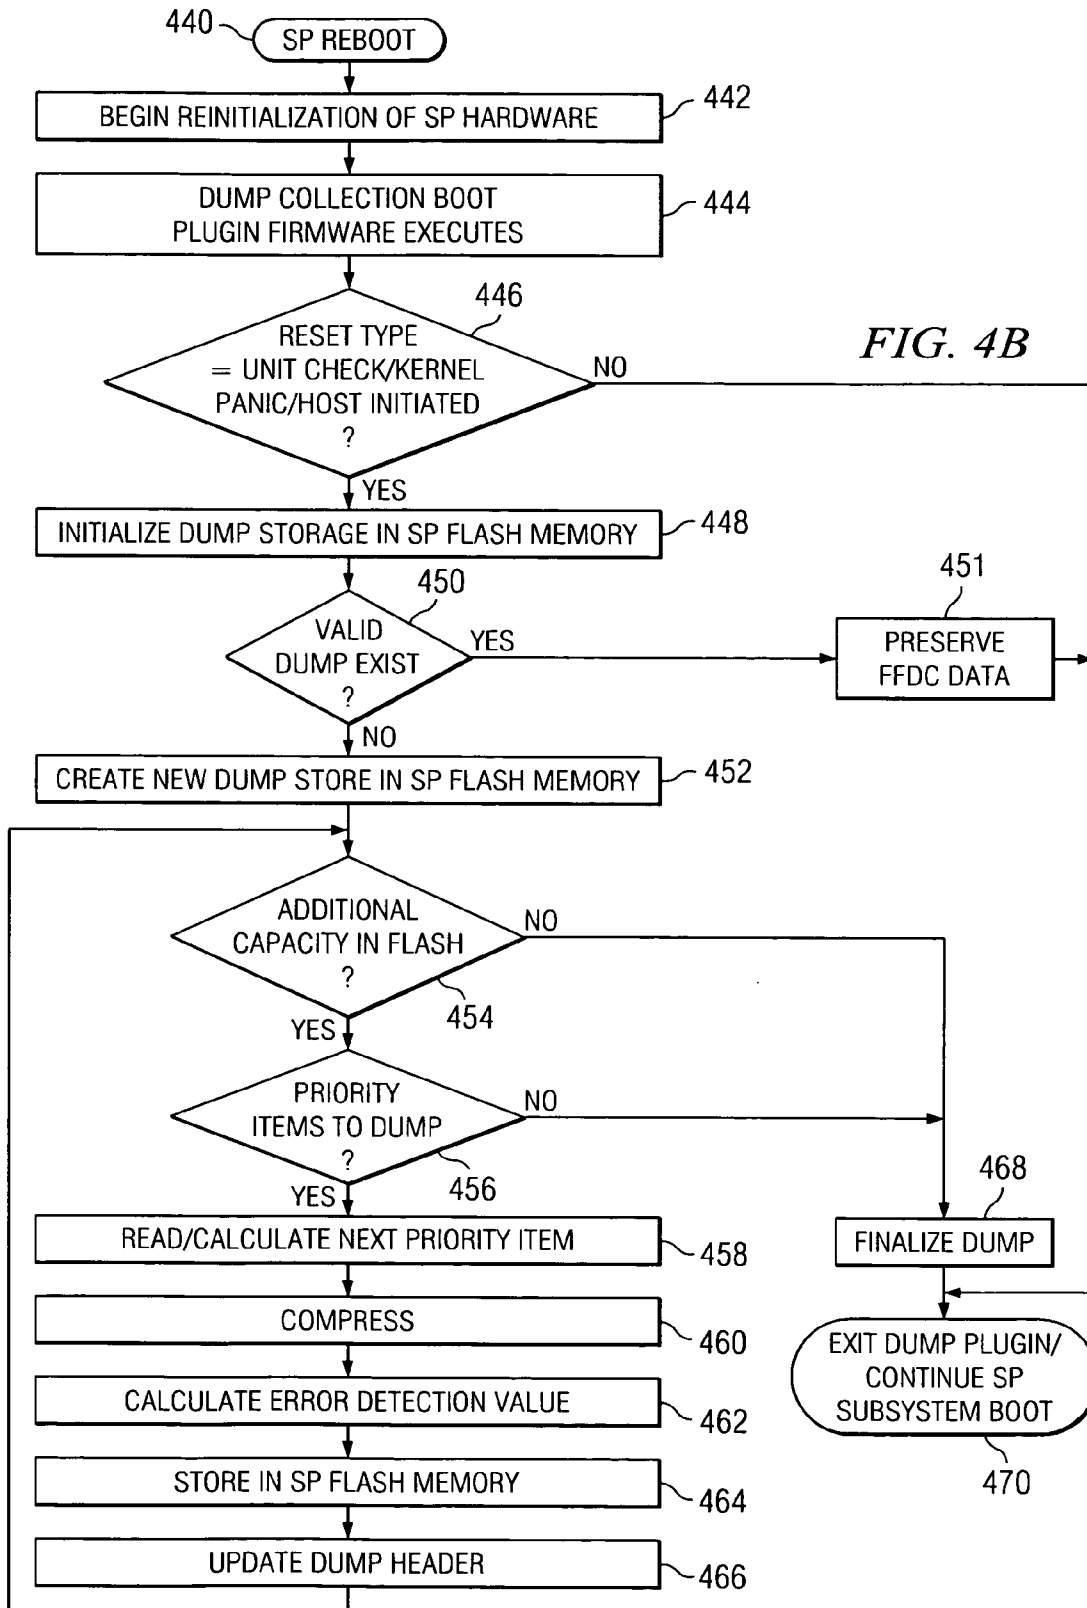 440
SP REBOOT
BEGIN REINITIALIZATION OF SP HARDWARE
442
DUMP COLLECTION BOOT
PLUGIN FIRMWARE EXECUTES
444
446
RESET TYPE
= UNIT CHECK/KERNEL
PANIC/HOST INITIATED
?
NO
FIG. 4B
YES
INITIALIZE DUMP STORAGE IN SP FLASH MEMORY
448
450
VALID
DUMP EXIST
?
YES
451
PRESERVE
FFDC DATA
NO
CREATE NEW DUMP STORE IN SP FLASH MEMORY
452
ADDITIONAL
CAPACITY IN FLASH
?
NO
454
YES
PRIORITY
ITEMS TO DUMP
?
NO
456
YES
READ/CALCULATE NEXT PRIORITY ITEM
458
COMPRESS
460
CALCULATE ERROR DETECTION VALUE
462
STORE IN SP FLASH MEMORY
464
UPDATE DUMP HEADER
466
468
FINALIZE DUMP
EXIT DUMP PLUGIN/
CONTINUE SP
SUBSYSTEM BOOT
470